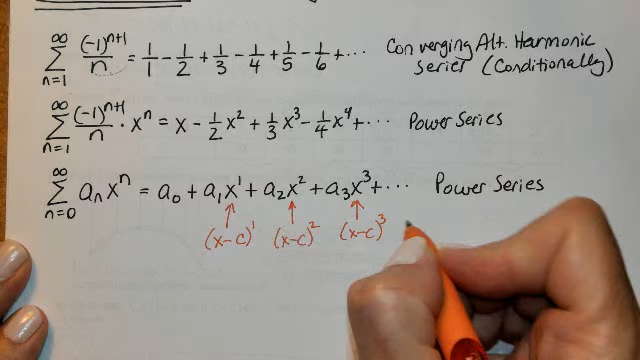 ∞ Σ n=1 (-1)^{n+1}/n = 1/1 - 1/2 + 1/3 - 1/4 + 1/5 - 1/6 + ··· Converging Alt. Harmonic
Series (Conditionally)
∞ Σ n=1 (-1)^{n+1}/n · x^n = x - 1/2 x^2 + 1/3 x^3 - 1/4 x^4 + ··· Power Series
∞ Σ n=0 a_n x^n = a_0 + a_1 x^1 + a_2 x^2 + a_3 x^3 + ··· Power Series
(x-c)^1 (x-c)^2 (x-c)^3